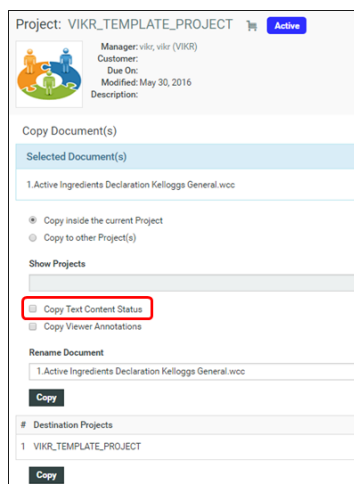 Project: VIKR_TEMPLATE_PROJECT Active
Manager: vikr, vikr (VIKR)
Customer:
Due On:
Modified: May 30, 2016
Description:
Copy Document(s)
Selected Document(s)
1.Active Ingredients Declaration Kelloggs General.wcc
Copy inside the current Project
Copy to other Project(s)
Show Projects
Copy Text Content Status
Copy Viewer Annotations
Rename Document
1.Active Ingredients Declaration Kelloggs General.wcc
Copy
# Destination Projects
1 VIKR_TEMPLATE_PROJECT
Copy